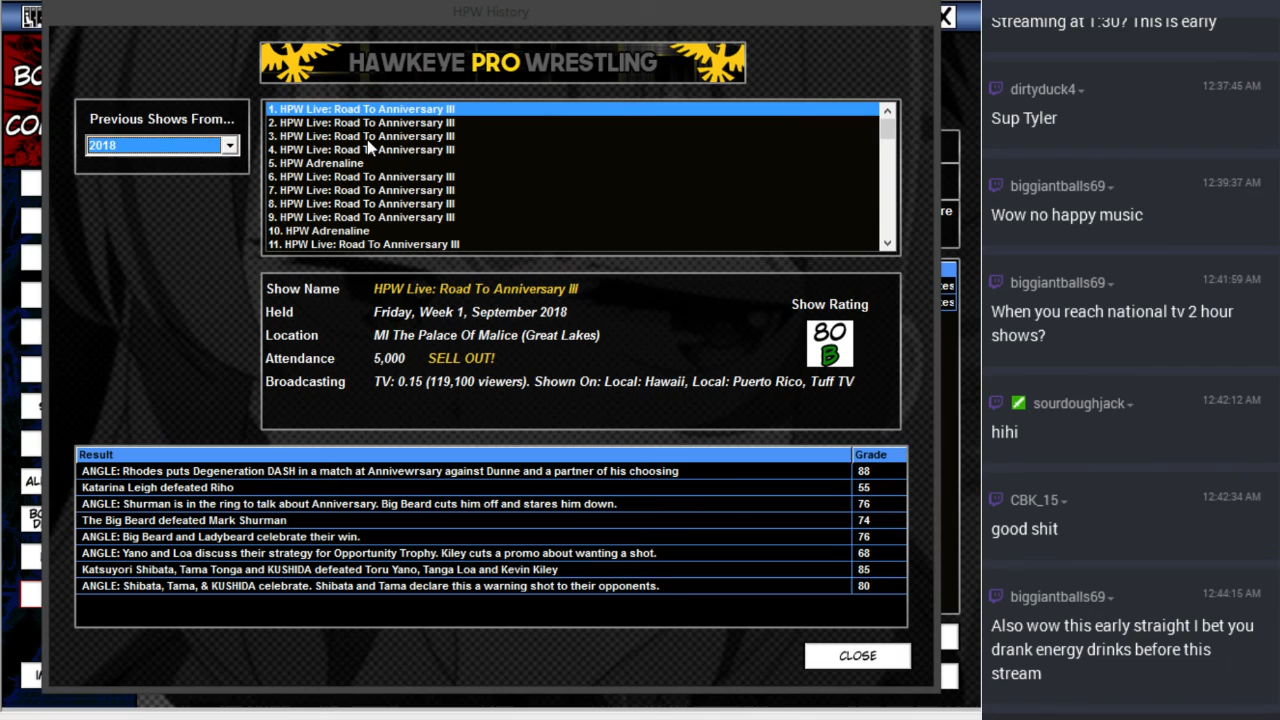 HPW History
HAWKEYE PRO WRESTLING
Previous Shows From...
2018
1. HPW Live: Road To Anniversary III
2. HPW Live: Road To Anniversary III
3. HPW Live: Road To Anniversary III
4. HPW Live: Road To Anniversary III
5. HPW Adrenaline
6. HPW Live: Road To Anniversary III
7. HPW Live: Road To Anniversary III
8. HPW Live: Road To Anniversary III
9. HPW Live: Road To Anniversary III
10. HPW Adrenaline
11. HPW Live: Road To Anniversary III
Show Name HPW Live: Road To Anniversary III
Held Friday, Week 1, September 2018
Location MI The Palace Of Malice (Great Lakes)
Attendance 5,000 SELL OUT!
Broadcasting TV: 0.15 (119,100 viewers). Shown On: Local: Hawaii, Local: Puerto Rico, Tuff TV
Show Rating
80
B
Result Grade
ANGLE: Rhodes puts Degeneration DASH in a match at Annivewrsary against Dunne and a partner of his choosing 88
Katarina Leigh defeated Riho 55
ANGLE: Shurman is in the ring to talk about Anniversary. Big Beard cuts him off and stares him down. 76
The Big Beard defeated Mark Shurman 74
ANGLE: Big Beard and Ladybeard celebrate their win. 76
ANGLE: Yano and Loa discuss their strategy for Opportunity Trophy. Kiley cuts a promo about wanting a shot. 68
Katsuyori Shibata, Tama Tonga and KUSHIDA defeated Toru Yano, Tanga Loa and Kevin Kiley 85
ANGLE: Shibata, Tama, & KUSHIDA celebrate. Shibata and Tama declare this a warning shot to their opponents. 80
CLOSE
Streaming at 1:30? This is early
dirtyduck4 12:37:45 AM
Sup Tyler
biggiantballs69 12:39:37 AM
Wow no happy music
biggiantballs69 12:41:59 AM
When you reach national tv 2 hour
shows?
sourdoughjack 12:42:12 AM
hihi
CBK_15 12:42:34 AM
good shit
biggiantballs69 12:44:15 AM
Also wow this early straight I bet you
drank energy drinks before this
stream